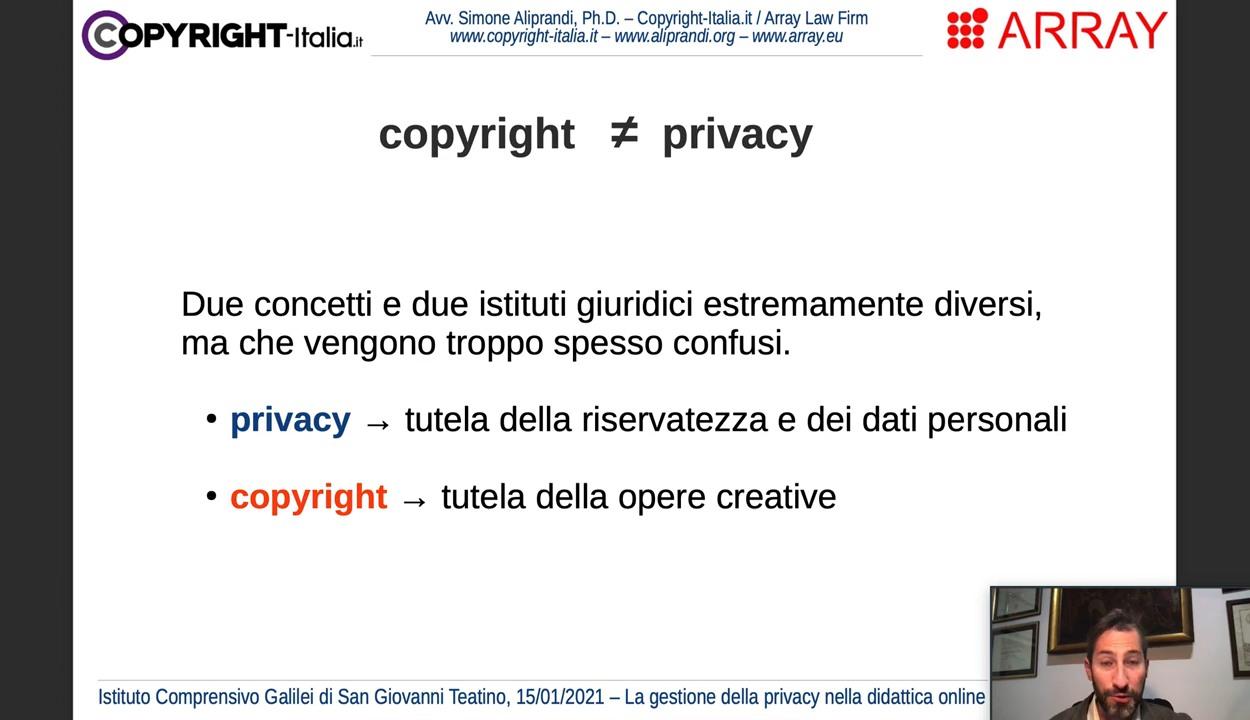 COPYRIGHT-Italia.it
Avv. Simone Aliprandi, Ph.D. – Copyright-Italia.it / Array Law Firm
www.copyright-italia.it – www.aliprandi.org – www.array.eu
ARRAY
copyright ≠ privacy
Due concetti e due istituti giuridici estremamente diversi,
ma che vengono troppo spesso confusi.
• privacy → tutela della riservatezza e dei dati personali
• copyright → tutela della opere creative
Istituto Comprensivo Galilei di San Giovanni Teatino, 15/01/2021 – La gestione della privacy nella didattica online